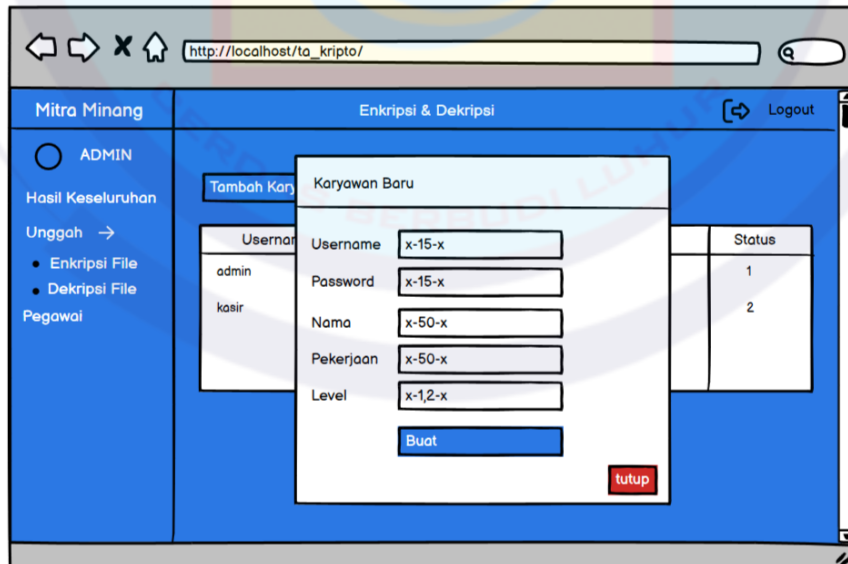 http://localhost/ta_kripto/
Mitra Minang
Enkripsi & Dekripsi
Logout
ADMIN
Hasil Keseluruhan
Unggah →
• Enkripsi File
• Dekripsi File
Pegawai
Tambah Kary
Usernar
Status
admin
1
kasir
2
Karyawan Baru
Username x-15-x
Password x-15-x
Nama x-50-x
Pekerjaan x-50-x
Level x-1,2-x
Buat
tutup
BERBUDI LUHUR